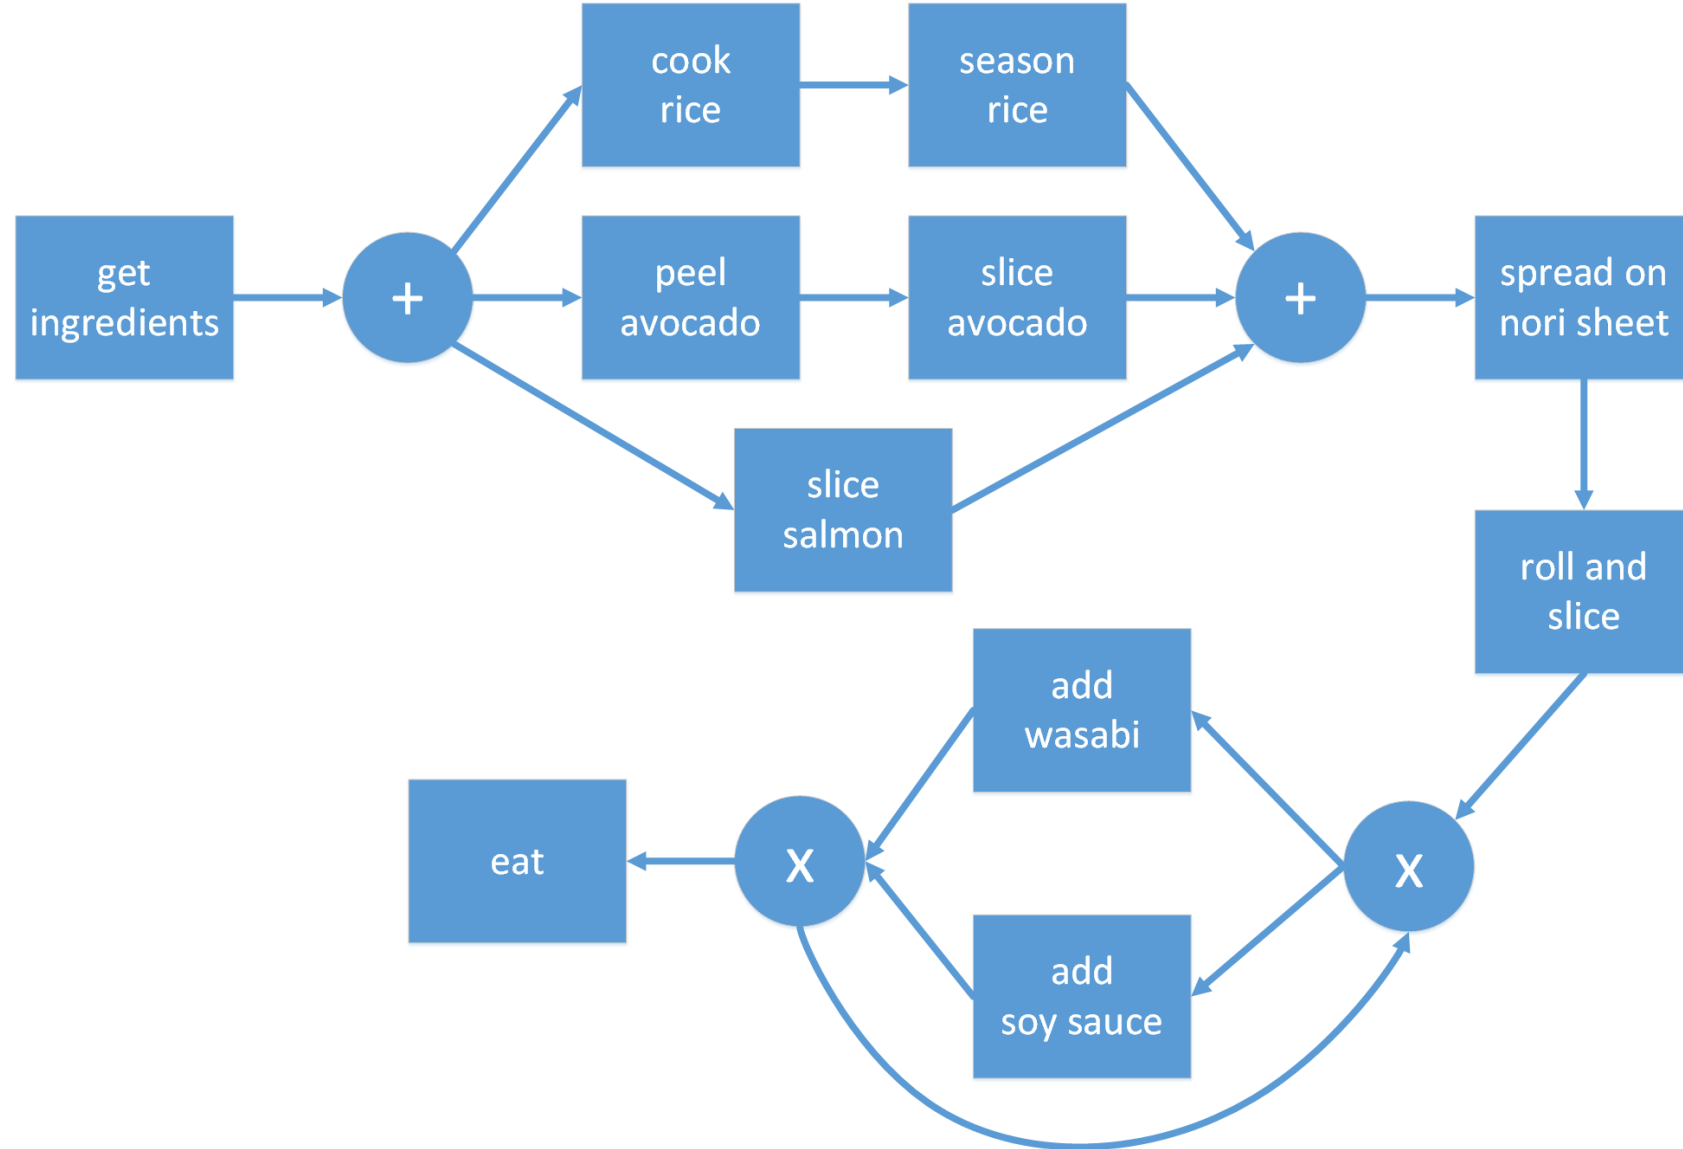 cook
rice
season
rice
get
ingredients
+
peel
avocado
slice
avocado
+
spread on
nori sheet
slice
salmon
roll and
slice
add
wasabi
eat
X
X
add
soy sauce